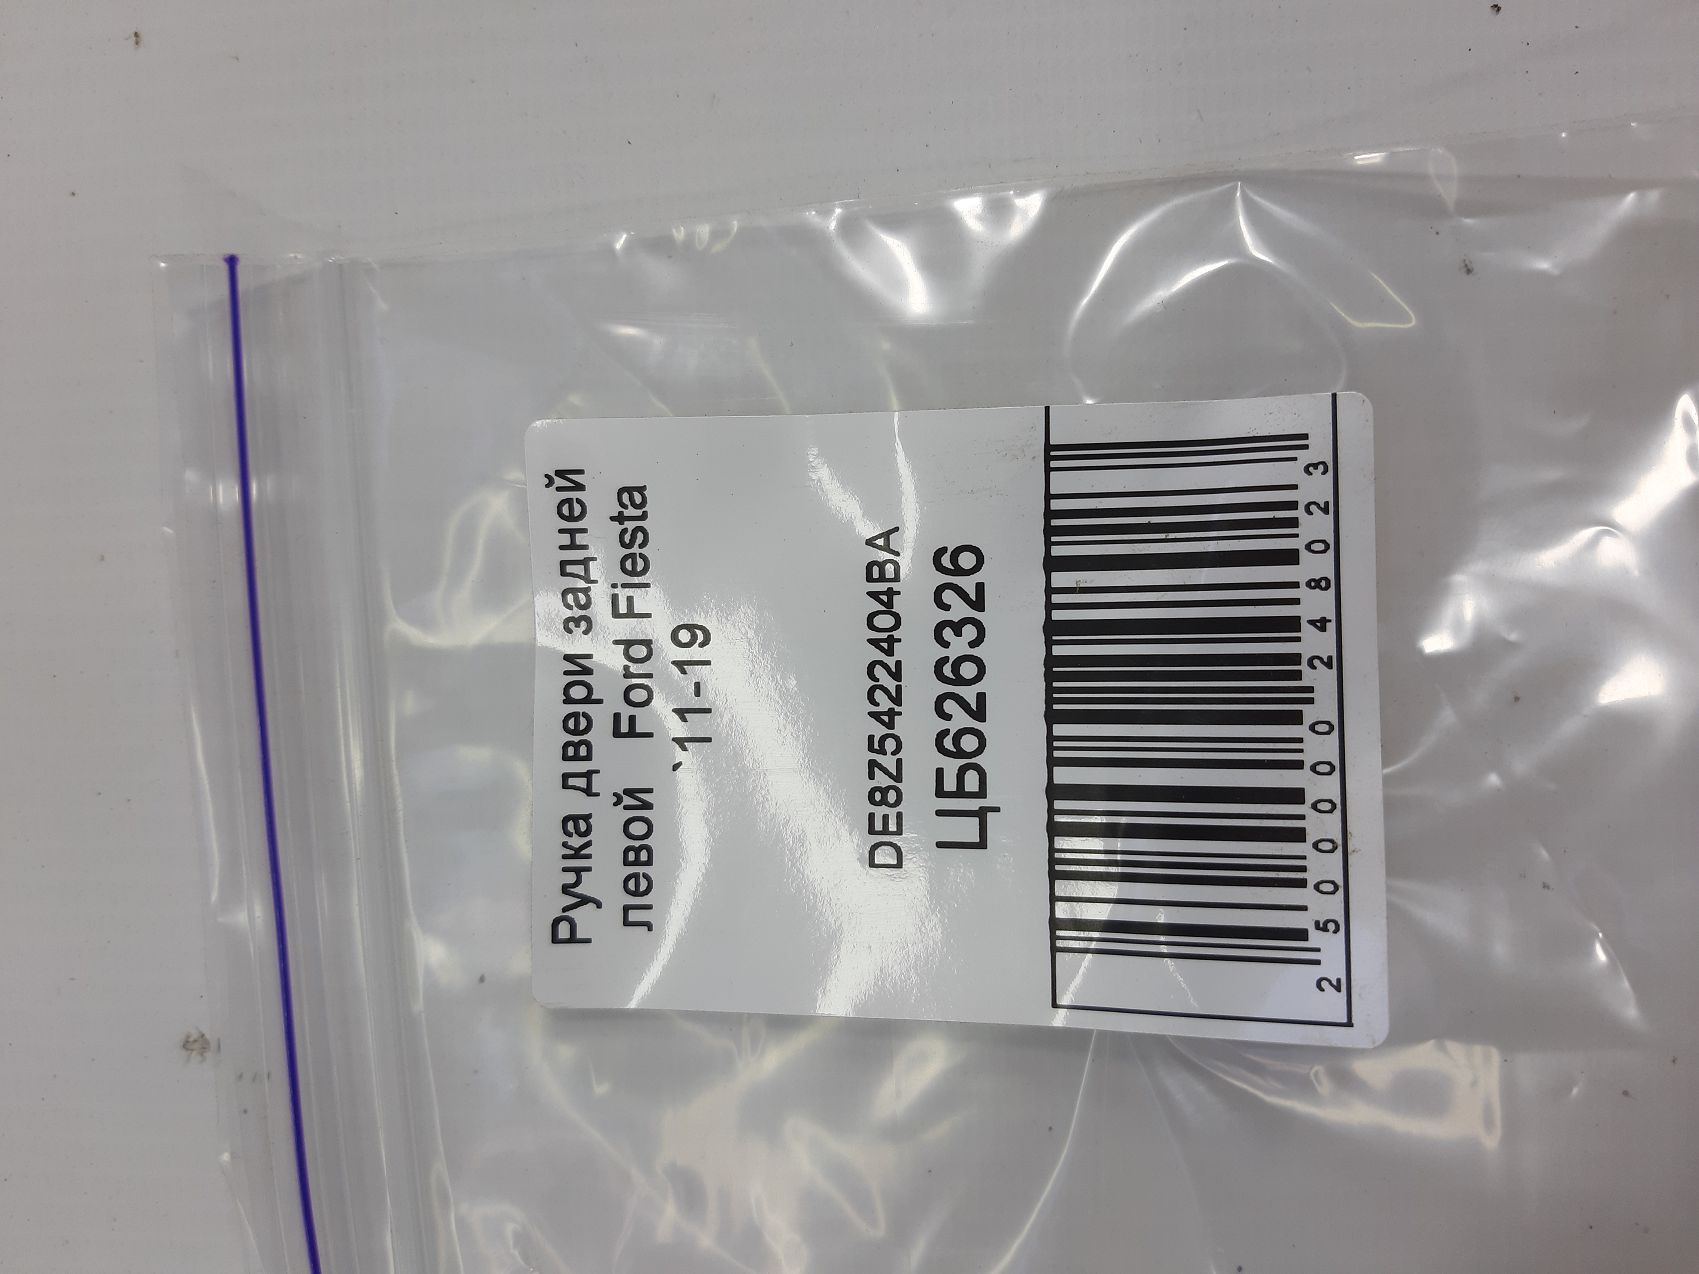 Ручка двери задней
левой Ford Fiesta
`11-19
DE8Z5422404BA
ЦБ626326
2500000248023